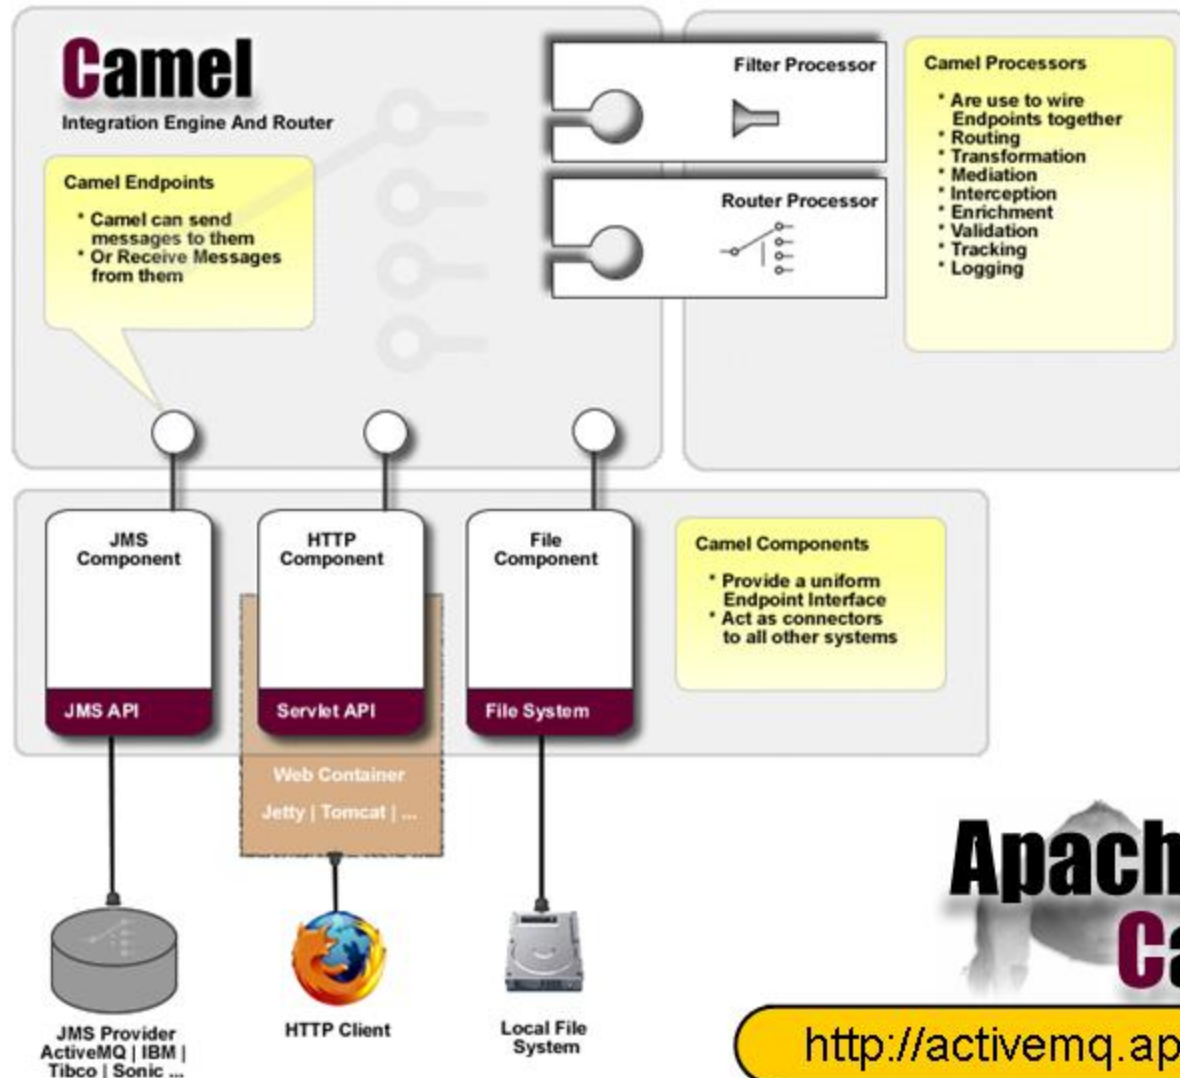 Camel
Integration Engine And Router
Camel Endpoints
* Camel can send
messages to them
* Or Receive Messages
from them
Filter Processor
Router Processor
Camel Processors
* Are use to wire
Endpoints together
* Routing
* Transformation
* Mediation
* Interception
* Enrichment
* Validation
* Tracking
* Logging
JMS
Component
JMS API
HTTP
Component
Servlet API
File
Component
File System
Camel Components
* Provide a uniform
Endpoint Interface
* Act as connectors
to all other systems
Web Container
Jetty | Tomcat | ...
JMS Provider
ActiveMQ | IBM |
Tibco | Sonic ...
HTTP Client
Local File
System
Apach
Ca
http://activemq.ap